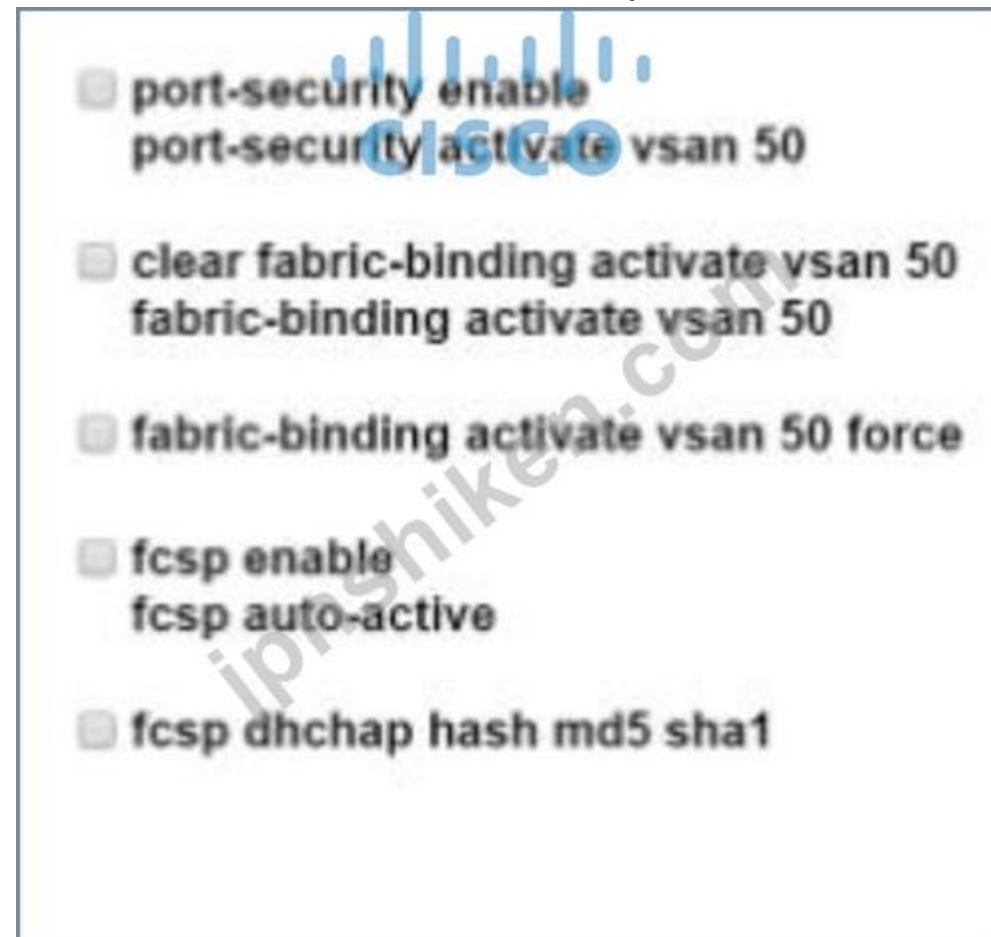 port-security enable
port-security activate vsan 50
CISCO
clear fabric-binding activate vsan 50
fabric-binding activate vsan 50
fabric-binding activate vsan 50 force
fcsp enable
fcsp auto-active
fcsp dhchap hash md5 sha1
jpnshiken.com